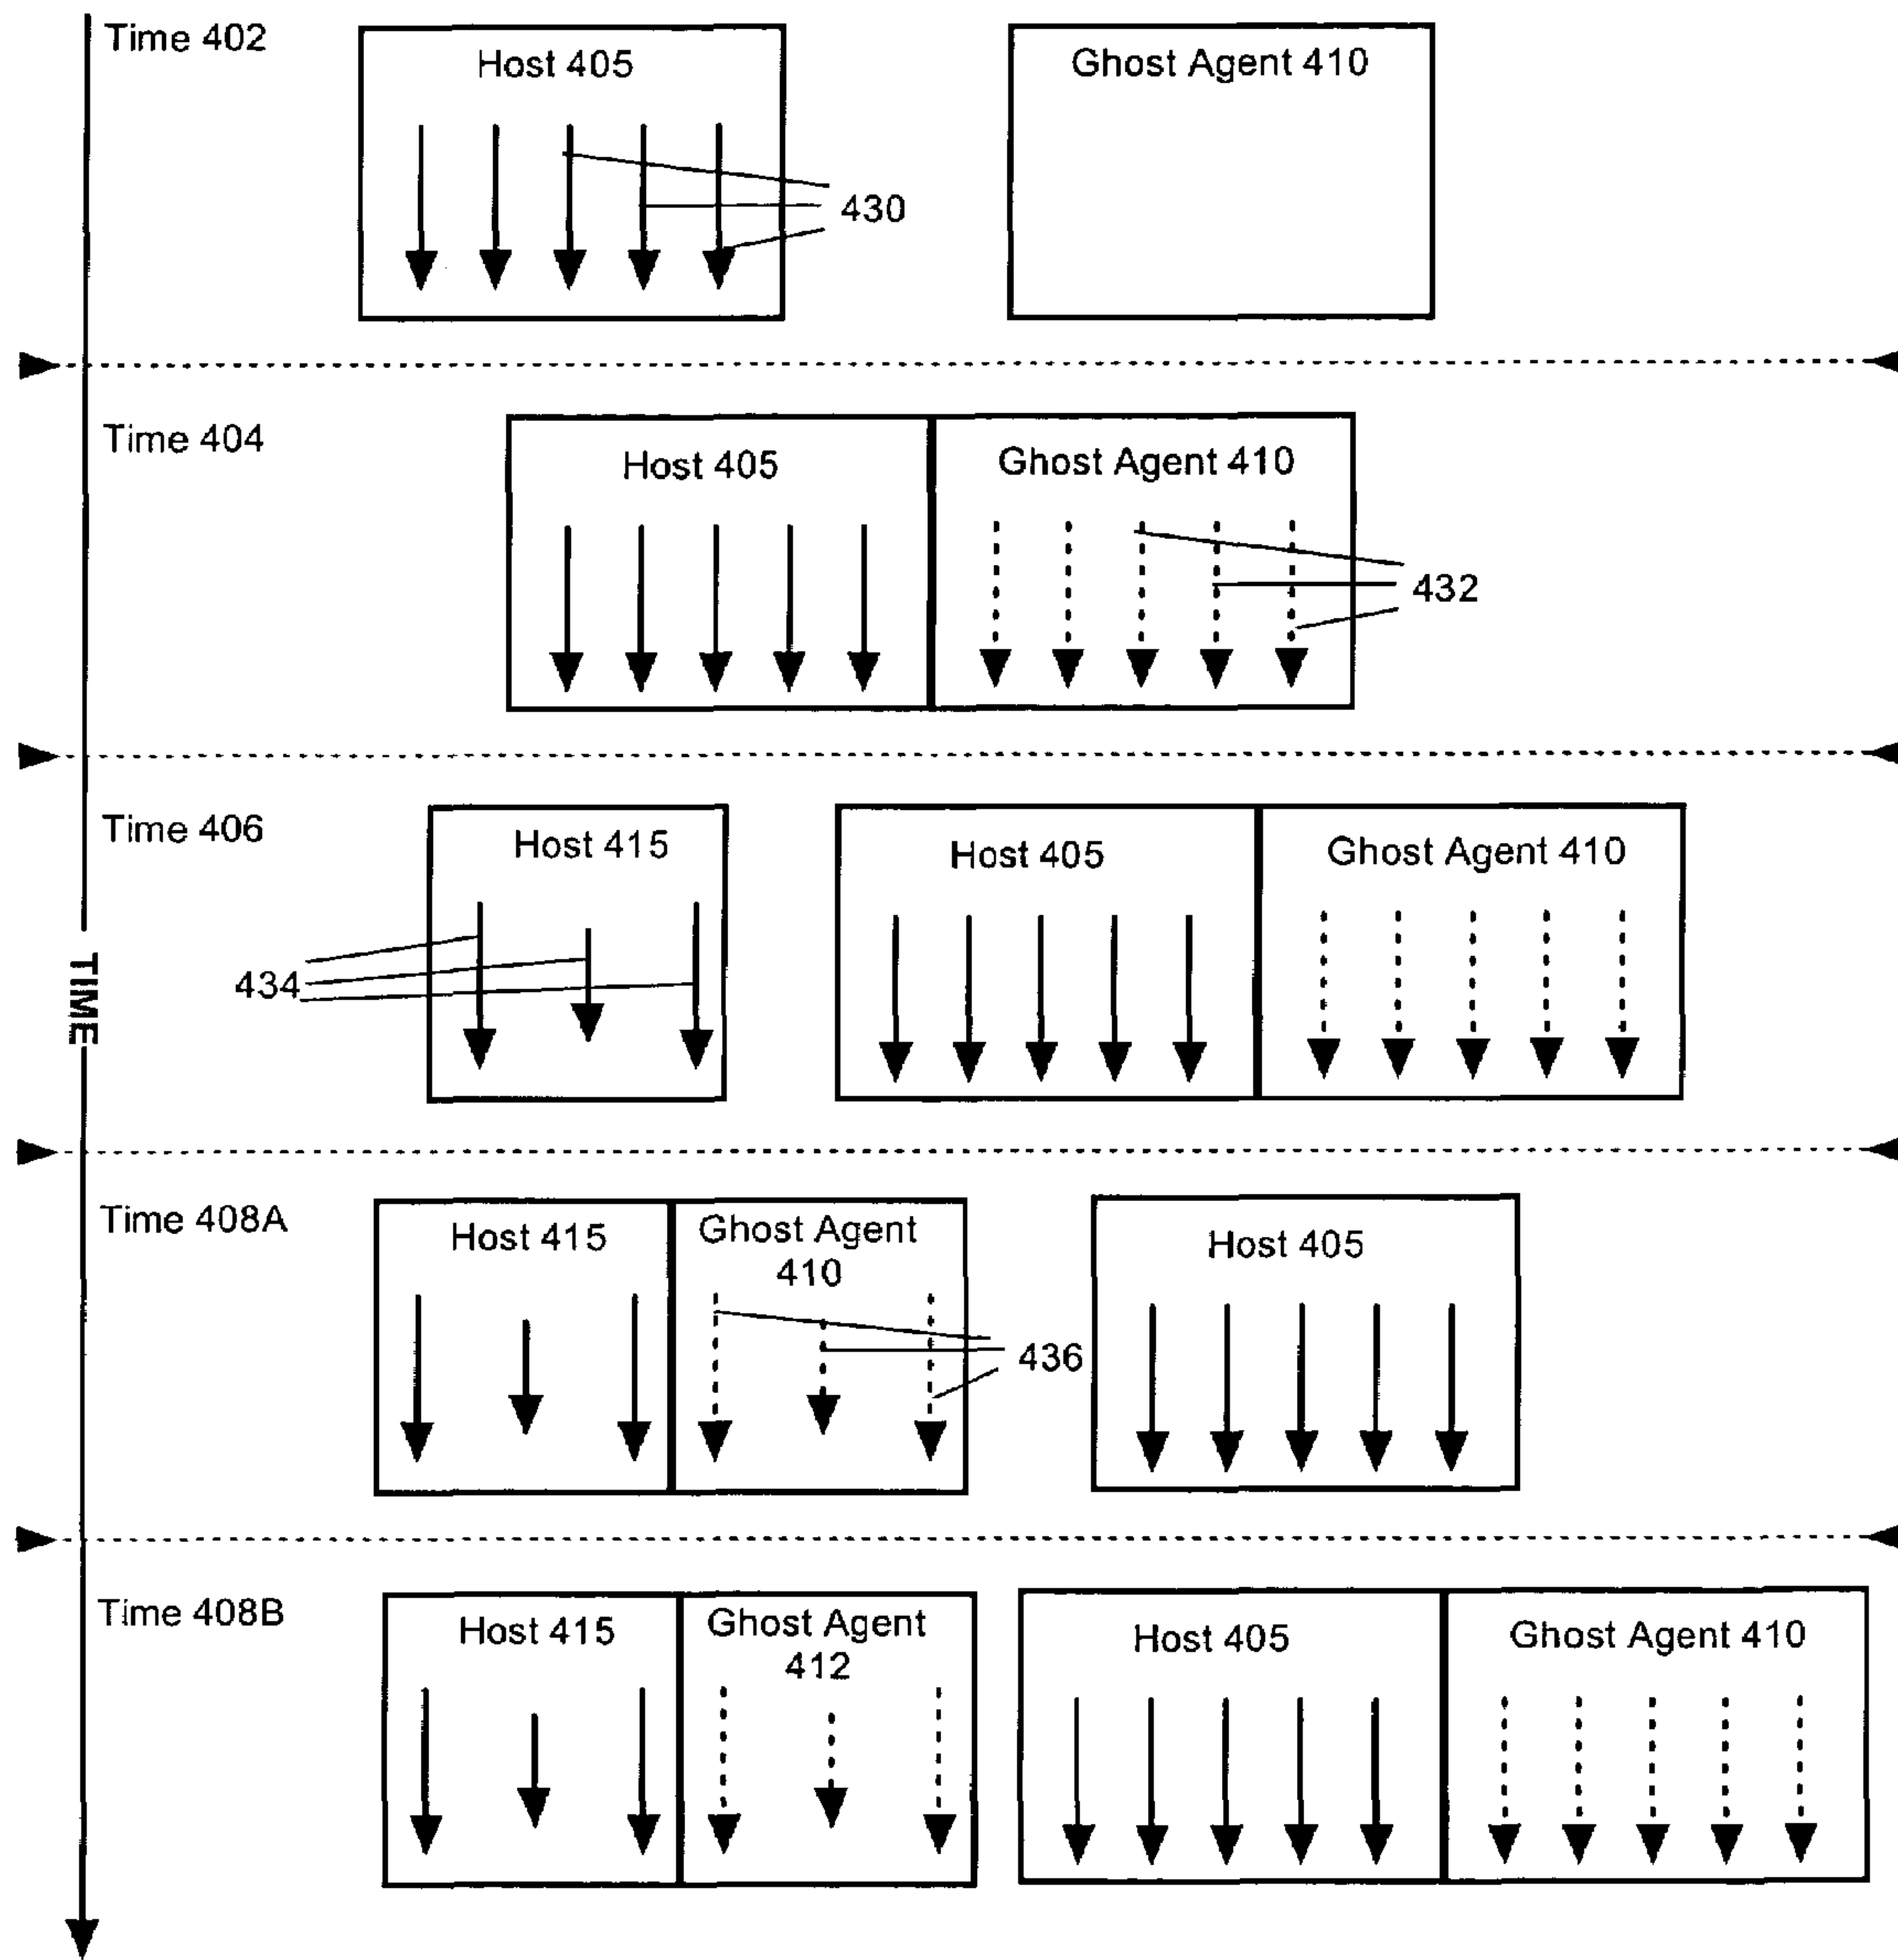 Time 402
Host 405
Ghost Agent 410
430
Time 404
Host 405
Ghost Agent 410
432
Time 406
Host 415
Host 405
Ghost Agent 410
434
TIME
Time 408A
Host 415
Ghost Agent
410
Host 405
436
Time 408B
Host 415
Ghost Agent
412
Host 405
Ghost Agent 410